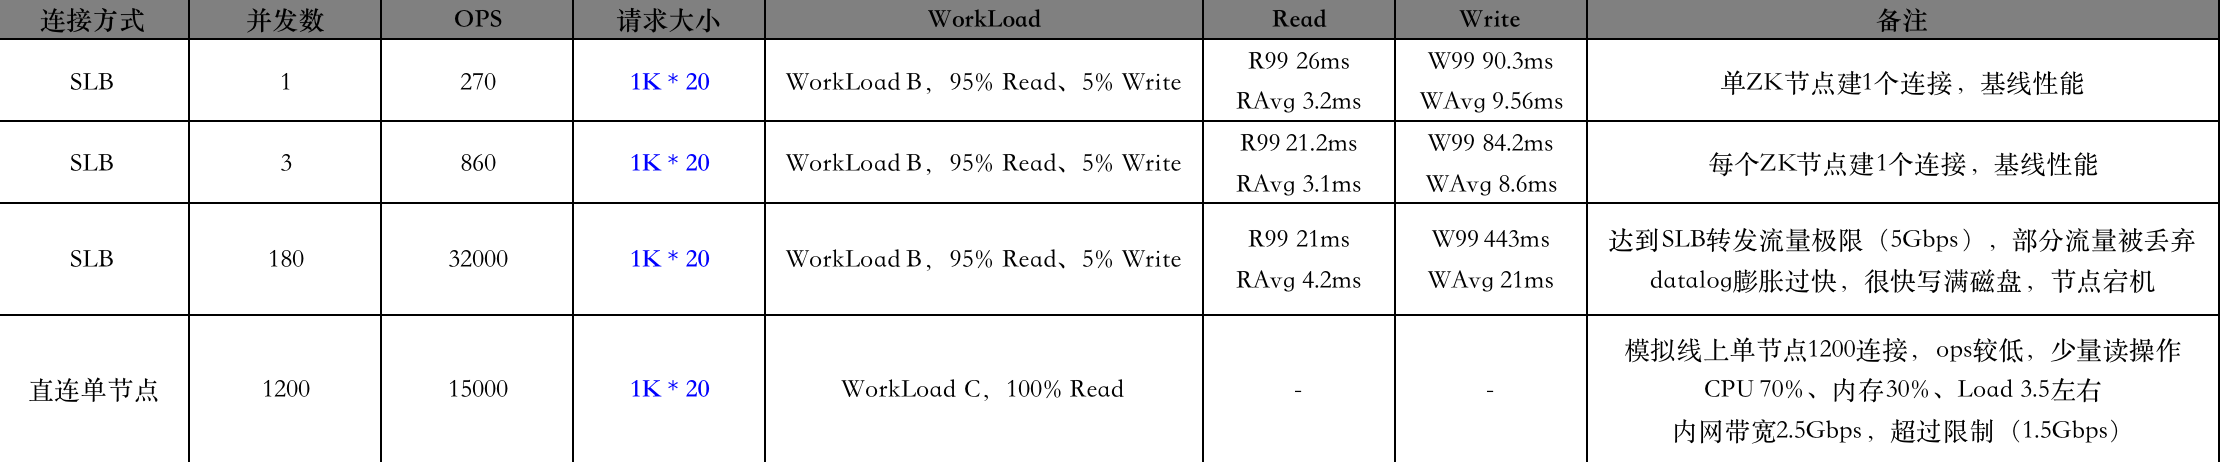 连接方式 并发数 OPS 请求大小 WorkLoad Read Write 备注
SLB 1 270 1K * 20 WorkLoad B，95% Read、5% Write R99 26ms W99 90.3ms 单ZK节点建1个连接，基线性能
RAvg 3.2ms WAvg 9.56ms
SLB 3 860 1K * 20 WorkLoad B，95% Read、5% Write R99 21.2ms W99 84.2ms 每个ZK节点建1个连接，基线性能
RAvg 3.1ms WAvg 8.6ms
SLB 180 32000 1K * 20 WorkLoad B，95% Read、5% Write R99 21ms W99 443ms 达到SLB转发流量极限（5Gbps），部分流量被丢弃
RAvg 4.2ms WAvg 21ms datalog膨胀过快，很快写满磁盘，节点宕机
直连单节点 1200 15000 1K * 20 WorkLoad C，100% Read - - 模拟线上单节点1200连接，ops较低，少量读操作
CPU 70%、内存30%、Load 3.5左右
内网带宽2.5Gbps，超过限制（1.5Gbps）